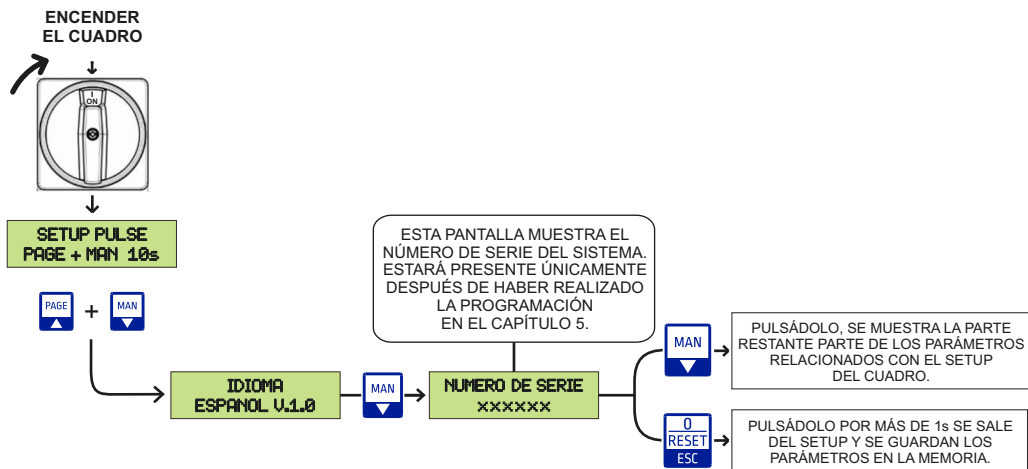 ENCENDER
EL CUADRO
I
ON
SETUP PULSE
PAGE + MAN 10s
PAGE
+
MAN
IDIOMA
ESPANOL V.1.0
MAN
ESTA PANTALLA MUESTRA EL
NÚMERO DE SERIE DEL SISTEMA.
ESTARÁ PRESENTE ÚNICAMENTE
DESPUÉS DE HABER REALIZADO
LA PROGRAMACIÓN
EN EL CAPÍTULO 5.
NUMERO DE SERIE
xxxxxx
MAN
PULSÁDOLO, SE MUESTRA LA PARTE
RESTANTE PARTE DE LOS PARÁMETROS
RELACIONADOS CON EL SETUP
DEL CUADRO.
0
RESET
ESC
PULSÁDOLO POR MÁS DE 1s SE SALE
DEL SETUP Y SE GUARDAN LOS
PARÁMETROS EN LA MEMORIA.